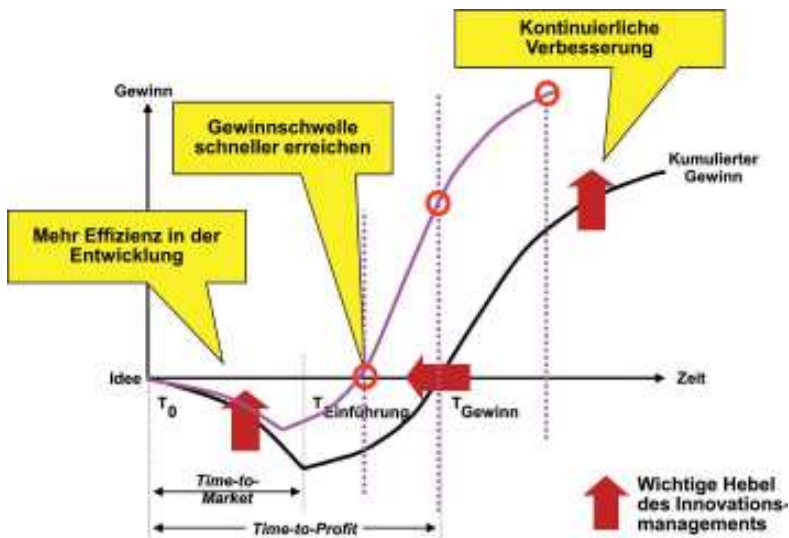 Kontinuierliche
Verbesserung
Gewinn
Gewinnschwelle
schneller erreichen
Kumulierter
Gewinn
Mehr Effizienz in der
Entwicklung
Idee
Zeit
T0
TEinführung
TGewinn
Time-to-
Market
Time-to-Profit
Wichtige Hebel
des Innovations-
managements